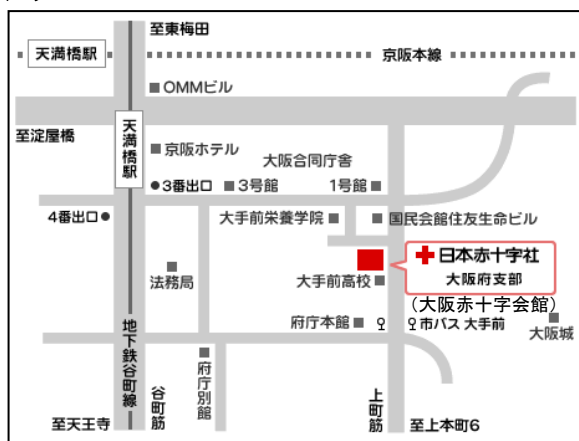 至東梅田
天満橋駅
京阪本線
OMMビル
至淀屋橋
天満橋駅
京阪ホテル
大阪合同庁舎
3番出口
3号館
1号館
4番出口
大手前栄養学院
国民会館住友生命ビル
日本赤十字社
大阪府支部
法務局
大手前高校
(大阪赤十字会館)
府庁本館
市バス 大手前
大阪城
地下鉄谷町線
府庁別館
谷町筋
上町筋
至天王寺
至上本町6